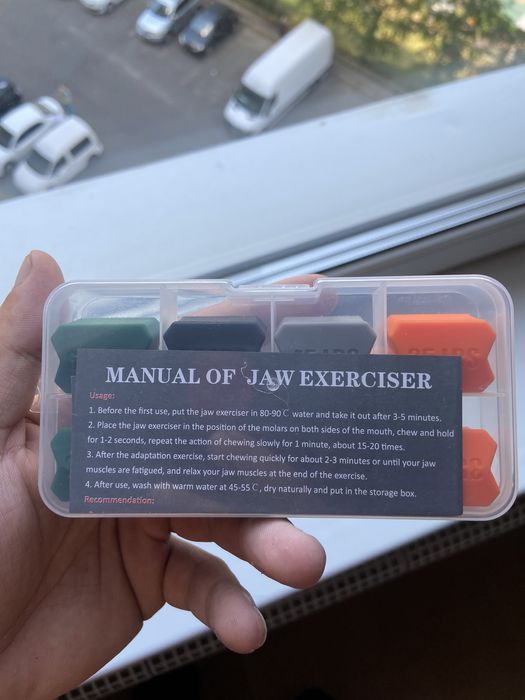 MANUAL OF JAW EXERCISER
Usage:
1. Before the first use, put the jaw exerciser in 80-90℃ water and take it out after 3-5 minutes.
2. Place the jaw exerciser in the position of the molars on both sides of the mouth, chew and hold
for 1-2 seconds, repeat the action of chewing slowly for 1 minute, about 15-20 times.
3. After the adaptation exercise, start chewing quickly for about 2-3 minutes or until your jaw
muscles are fatigued, and relax your jaw muscles at the end of the exercise.
4. After use, wash with warm water at 45-55℃, dry naturally and put in the storage box.
Recommendation: